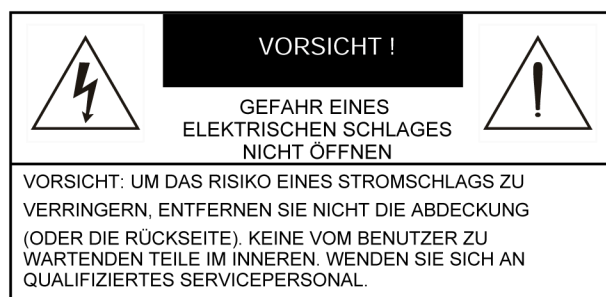 VORSICHT !
GEFAHR EINES
ELEKTRISCHEN SCHLAGES
NICHT ÖFFNEN
VORSICHT: UM DAS RISIKO EINES STROMSCHLAGS ZU
VERRINGERN, ENTFERNEN SIE NICHT DIE ABDECKUNG
(ODER DIE RÜCKSEITE). KEINE VOM BENUTZER ZU
WARTENDEN TEILE IM INNEREN. WENDEN SIE SICH AN
QUALIFIZIERTES SERVICEPERSONAL.